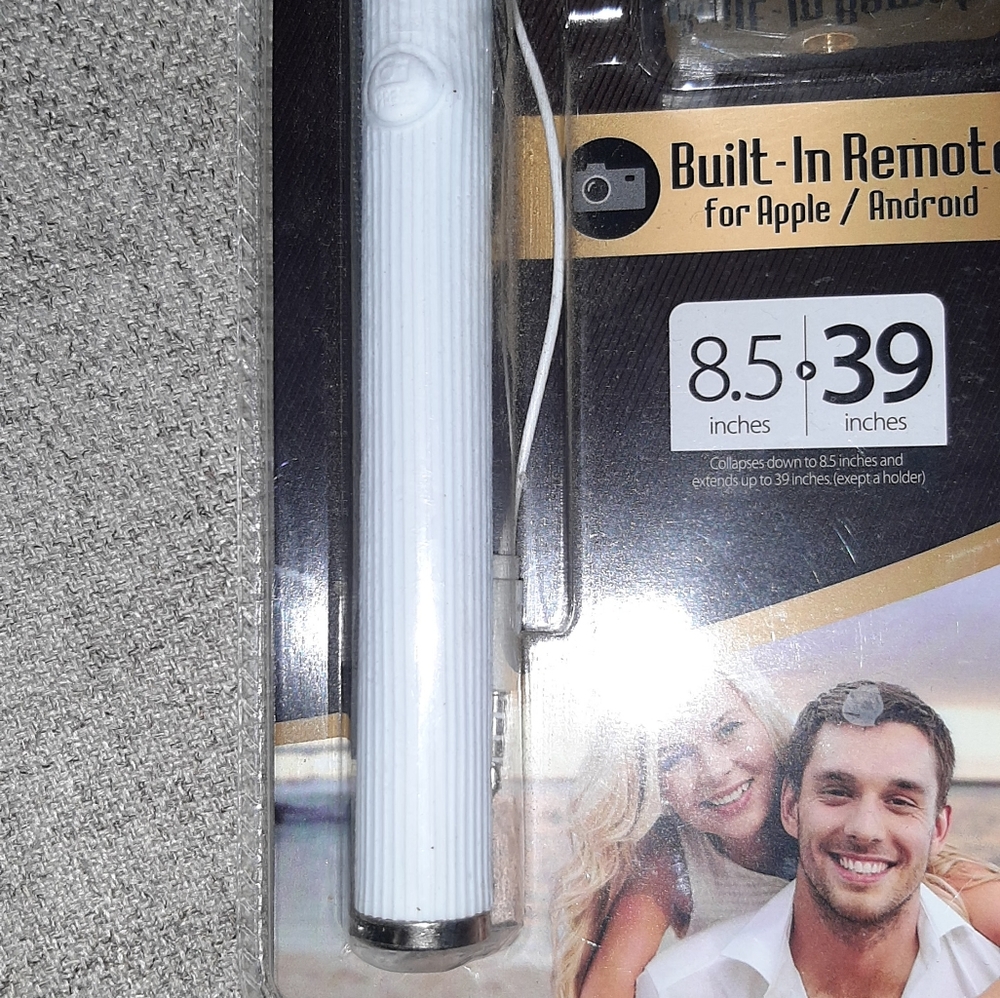 Built-In Remote
for Apple / Android
8.5 39
inches inches
Collapses down to 8.5 inches and
extends up to 39 inches. (exept a holder)